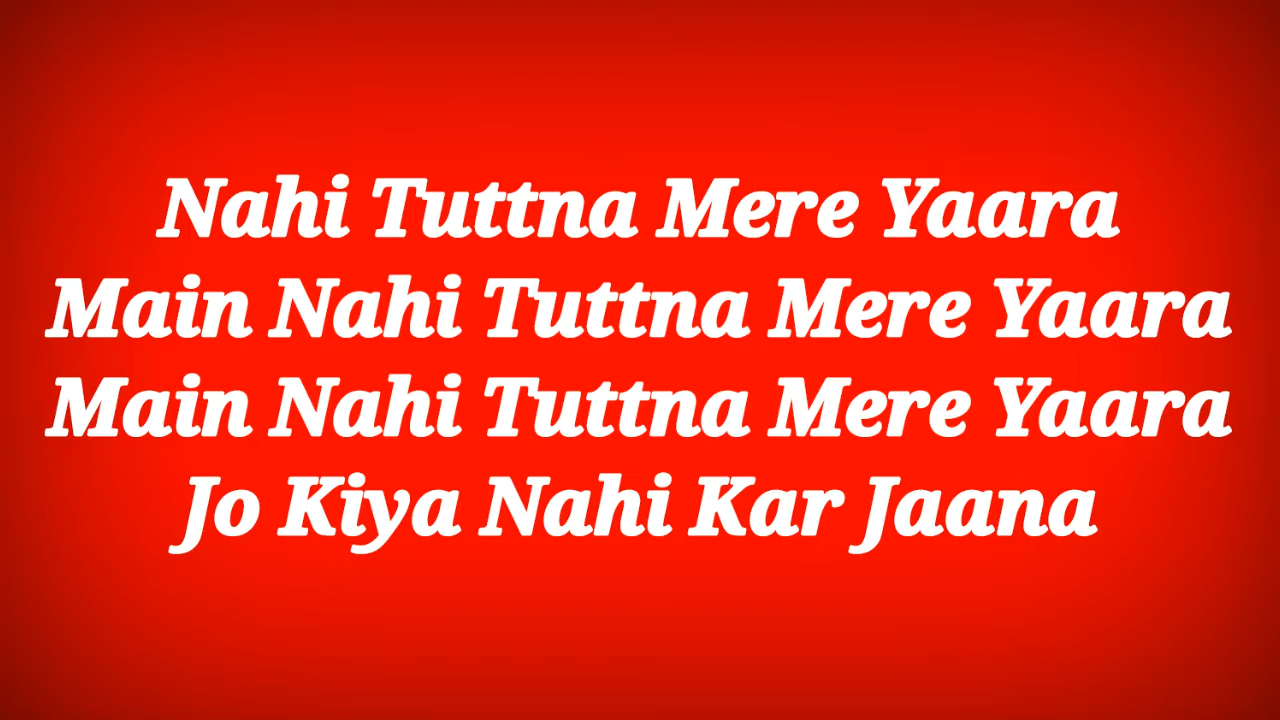 Nahi Tuttna Mere Yaara
Main Nahi Tuttna Mere Yaara
Main Nahi Tuttna Mere Yaara
Jo Kiya Nahi Kar Jaana